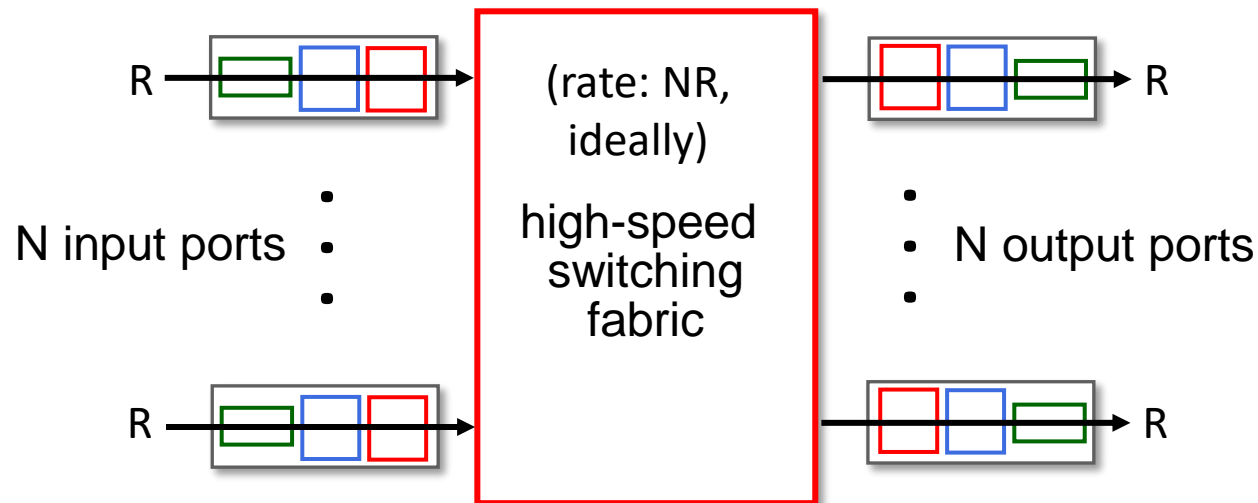 R
(rate: NR,
ideally)
R
N input ports
high-speed
switching
fabric
N output ports
R
R